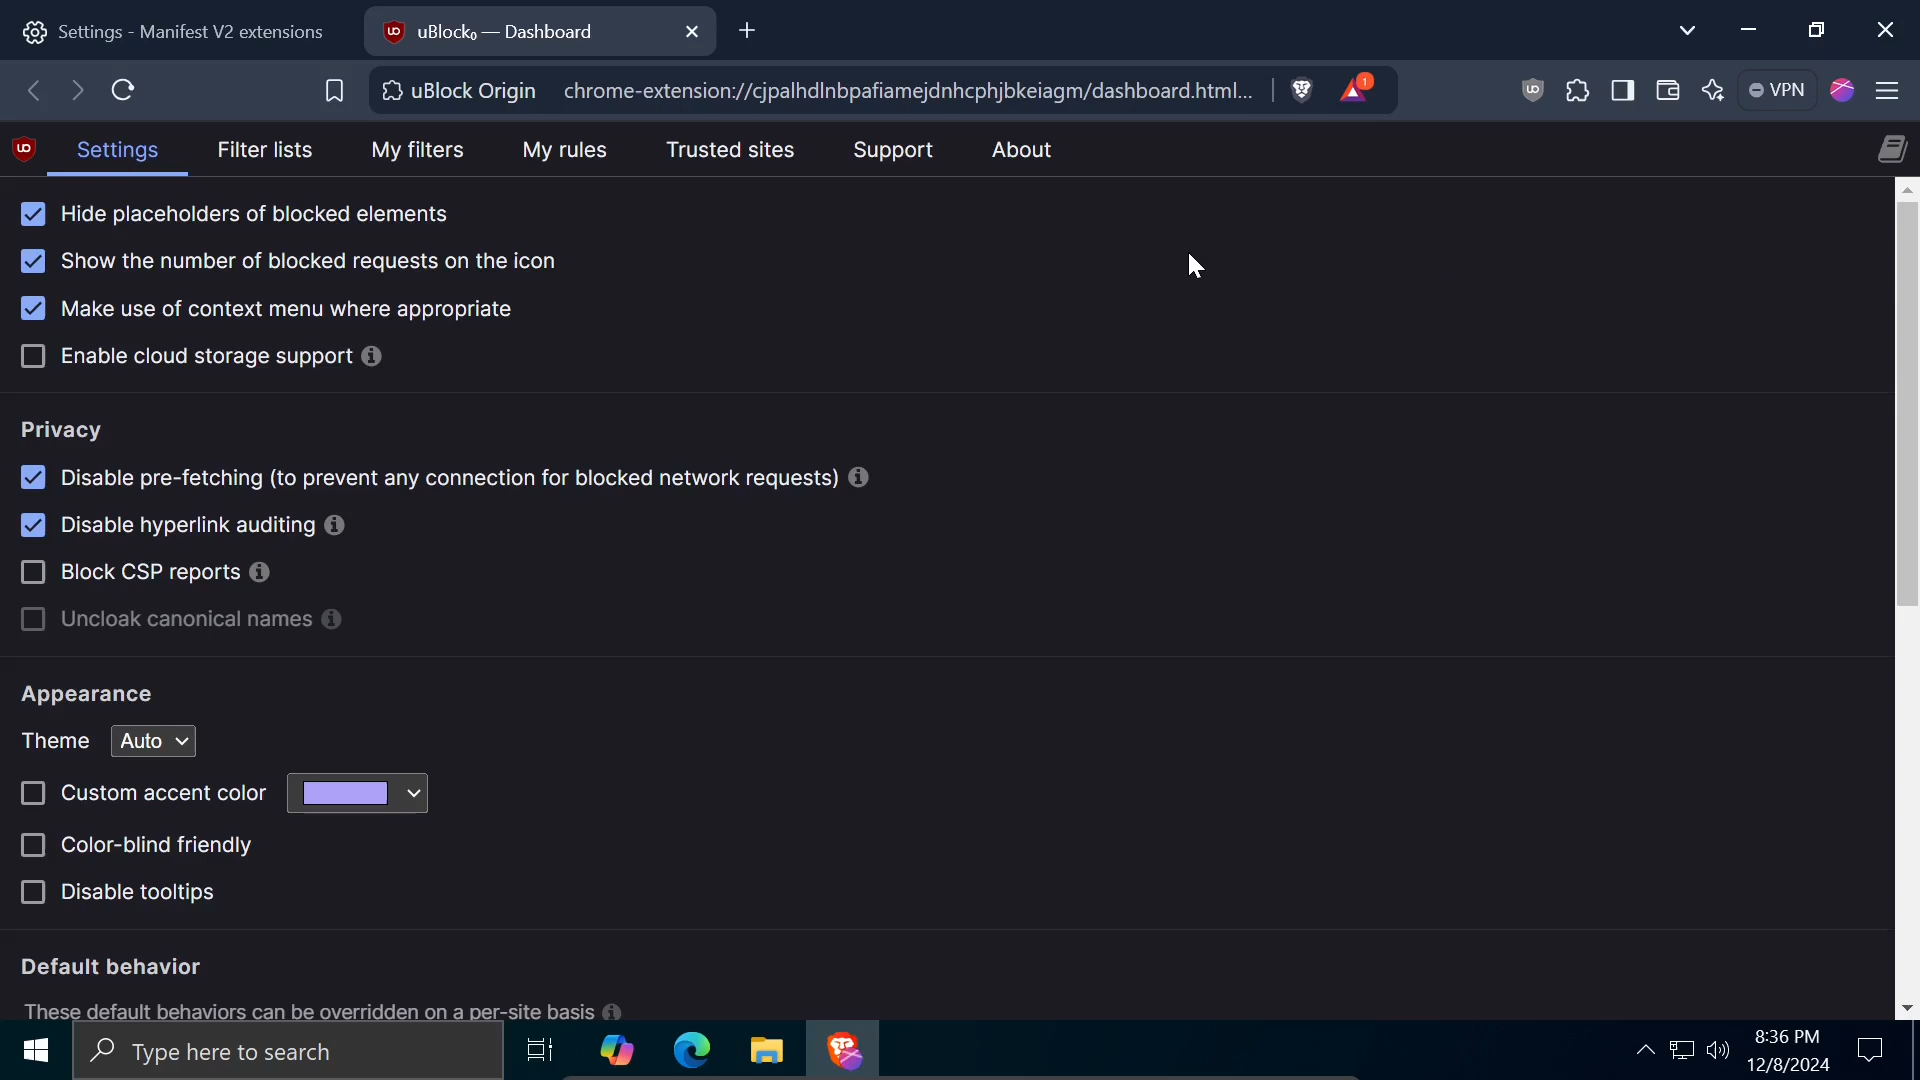 Settings - Manifest V2 extensions
uBlock₀ — Dashboard
uBlock Origin chrome-extension://cjpalhdlnbpafiamejdnhcphjbkeiagm/dashboard.html...
1
VPN
Settings Filter lists My filters My rules Trusted sites Support About
Hide placeholders of blocked elements
Show the number of blocked requests on the icon
Make use of context menu where appropriate
Enable cloud storage support
Privacy
Disable pre-fetching (to prevent any connection for blocked network requests)
Disable hyperlink auditing
Block CSP reports
Uncloak canonical names
Appearance
Theme Auto
Custom accent color
Color-blind friendly
Disable tooltips
Default behavior
These default behaviors can be overridden on a per-site basis
Type here to search
8:36 PM
12/8/2024